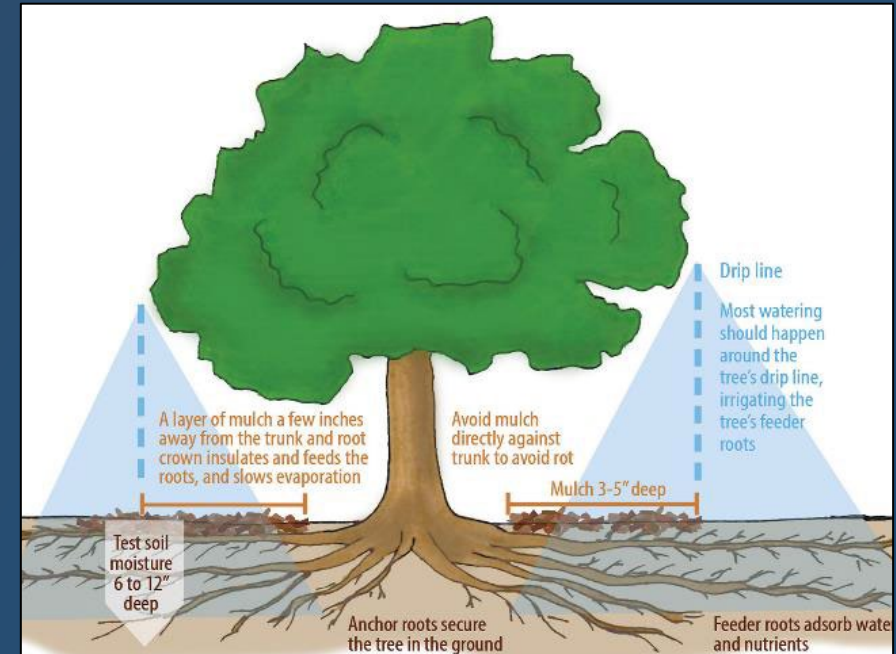 Drip line
Most watering
should happen
around the
tree's drip line,
irrigating the
tree's feeder
roots
A layer of mulch a few inches
away from the trunk and root
crown insulates and feeds the
roots, and slows evaporation
Avoid mulch
directly against
trunk to avoid rot
Mulch 3-5" deep
Test soil
moisture
6 to 12"
deep
Anchor roots secure
the tree in the ground
Feeder roots adsorb water
and nutrients